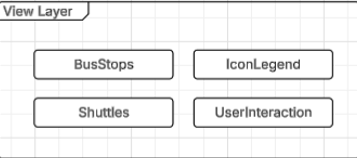 View Layer
BusStops
IconLegend
Shuttles
UserInteraction